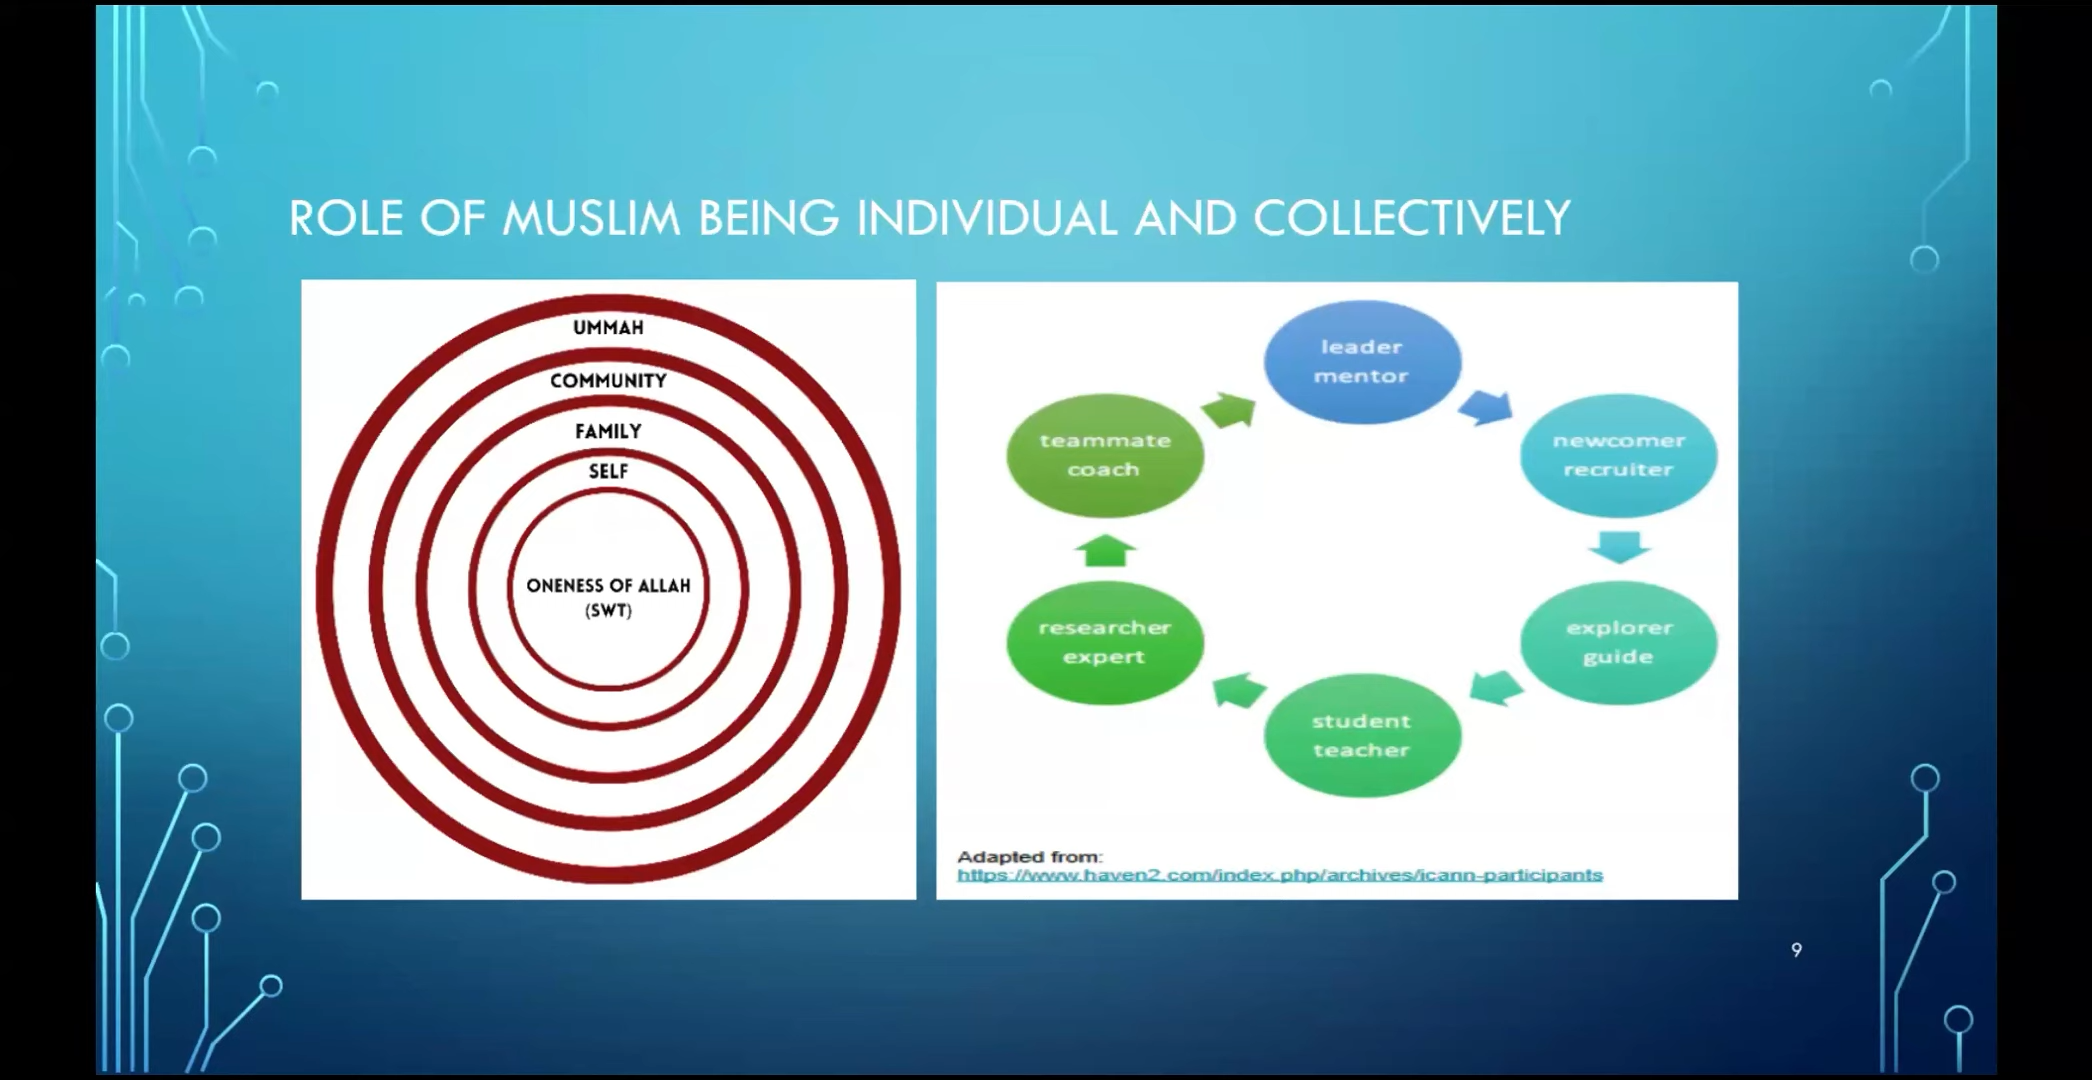 ROLE OF MUSLIM BEING INDIVIDUAL AND COLLECTIVELY
UMMAH
COMMUNITY
FAMILY
SELF
ONENESS OF ALLAH
(SWT)
leader
mentor
newcomer
recruiter
explorer
guide
student
teacher
researcher
expert
teammate
coach
Adapted from:
https://www.haven2.com/index.php/archives/icann-participants
9